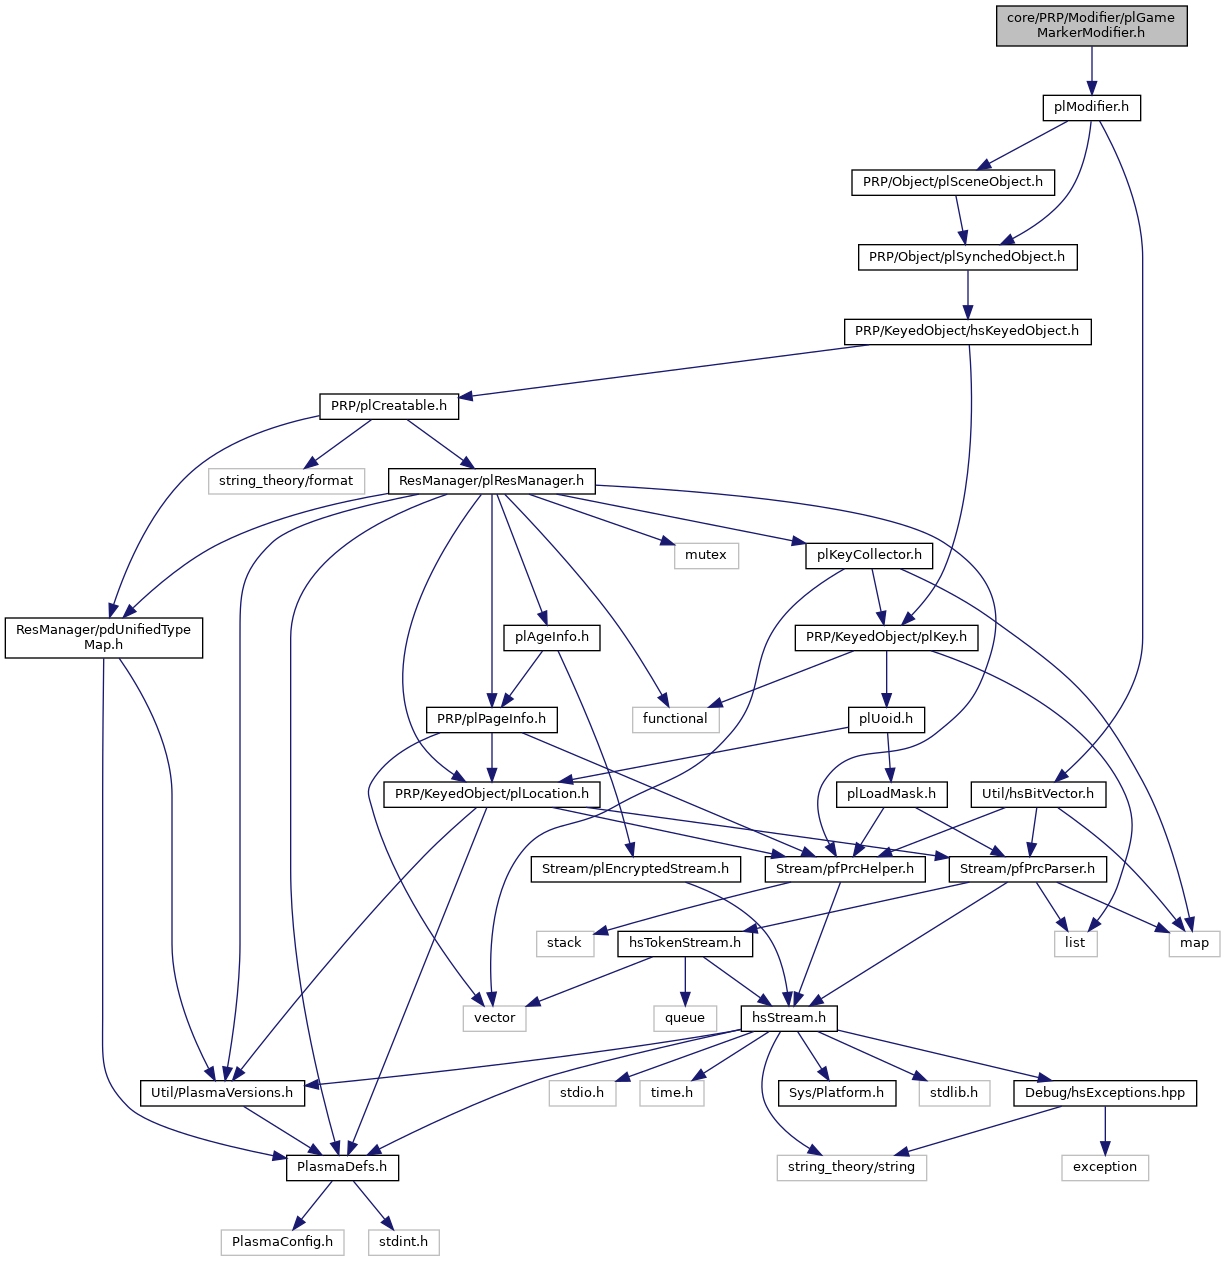 core/PRP/Modifier/plGame
MarkerModifier.h
plModifier.h
PRP/Object/plSceneObject.h
PRP/Object/plSynchedObject.h
PRP/KeyedObject/hsKeyedObject.h
PRP/plCreatable.h
string_theory/format
ResManager/plResManager.h
mutex
plKeyCollector.h
ResManager/pdUnifiedType
Map.h
plAgeInfo.h
PRP/KeyedObject/plKey.h
PRP/plPageInfo.h
functional
plUoid.h
PRP/KeyedObject/plLocation.h
plLoadMask.h
Util/hsBitVector.h
Stream/plEncryptedStream.h
Stream/pfPrcHelper.h
Stream/pfPrcParser.h
stack
hsTokenStream.h
list
map
vector
queue
hsStream.h
Util/PlasmaVersions.h
stdio.h
time.h
Sys/Platform.h
stdlib.h
Debug/hsExceptions.hpp
PlasmaDefs.h
string_theory/string
exception
PlasmaConfig.h
stdint.h